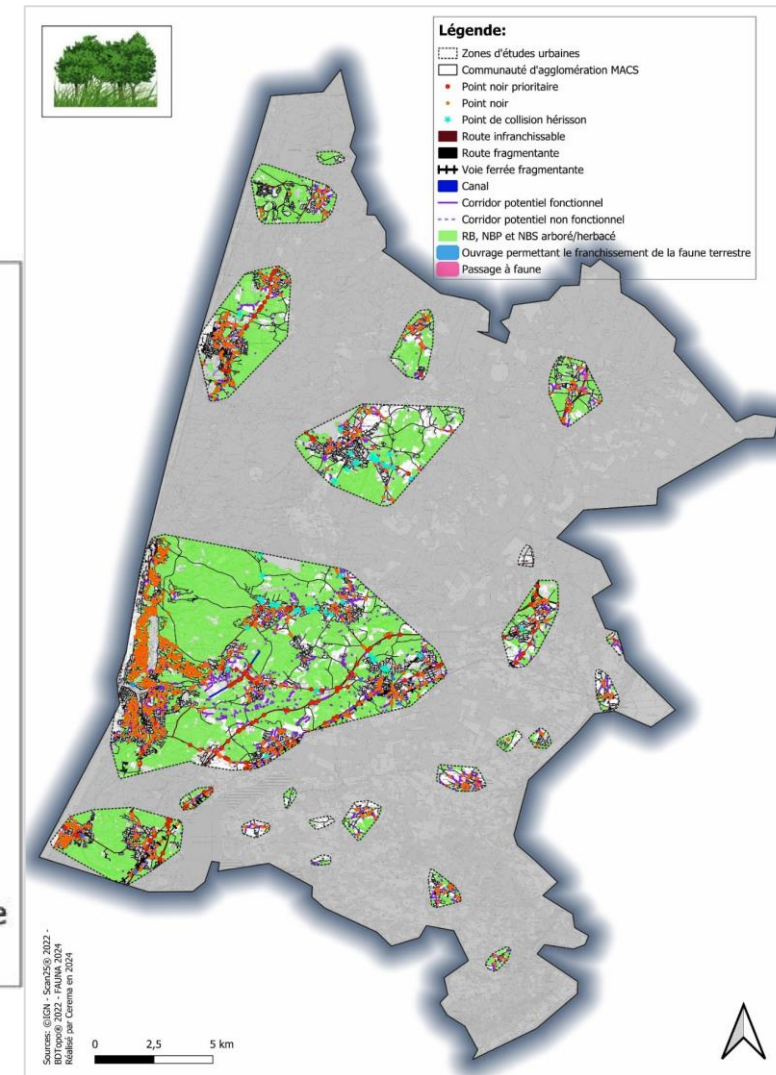 Légende:
Zones d'études urbaines
Communauté d'agglomération MACS
Point noir prioritaire
Point noir
Point de collision hérisson
Route infranchissable
Route fragmentante
Voie ferrée fragmentante
Canal
Corridor potentiel fonctionnel
Corridor potentiel non fonctionnel
RB, NBP et NBS arboré/herbacé
Ouvrage permettant le franchissement de la faune terrestre
Passage à faune
Sources: ©IGN - Scan25® 2022 -
BDTopo® 2022 - FAUNA 2024
Réalisé par Cerema en 2024
0 2,5 5 km